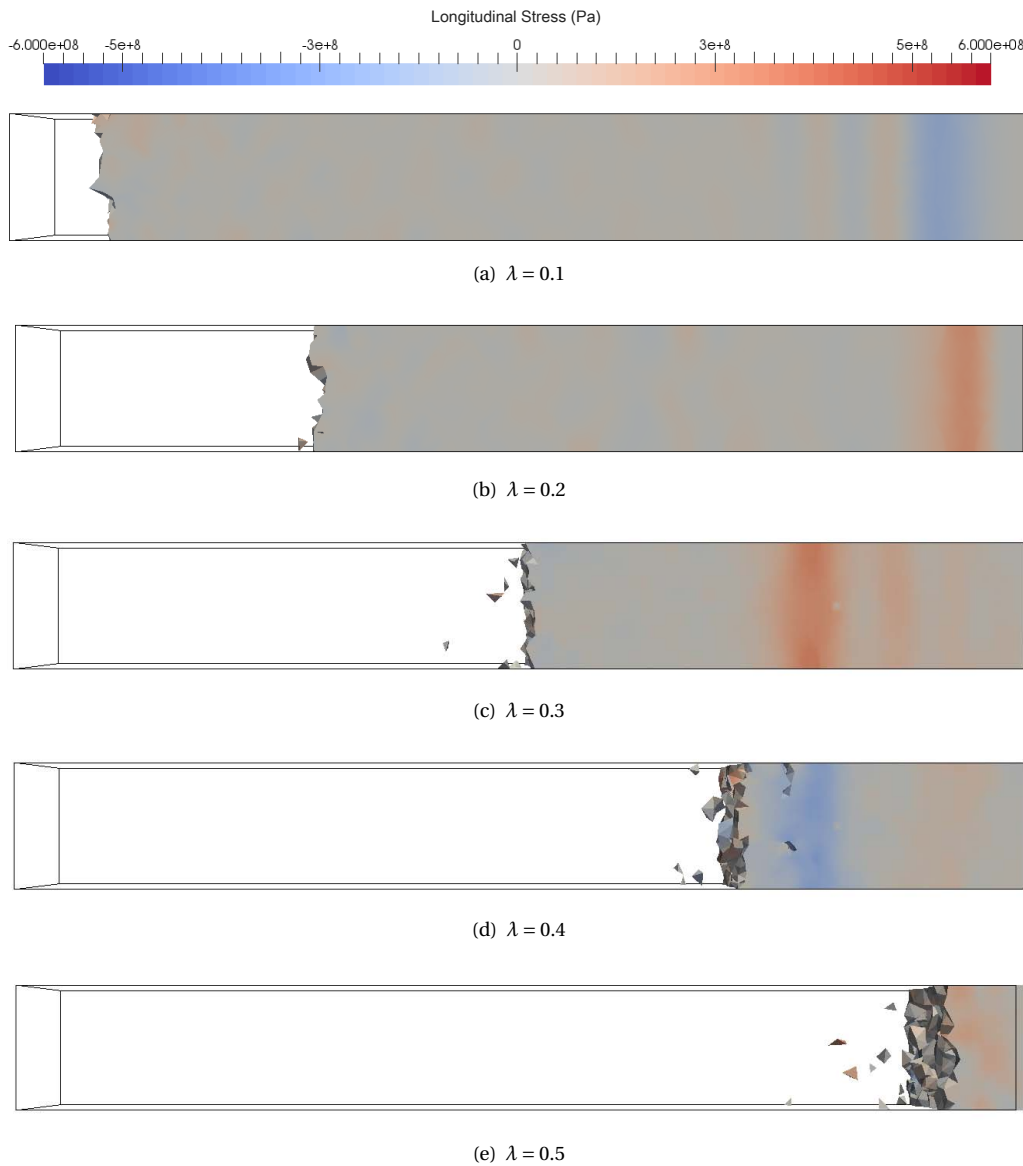 Longitudinal Stress (Pa)
-6.000e+08 -5e+8 -3e+8 0 3e+8 5e+8 6.000e+08
(a) λ = 0.1
(b) λ = 0.2
(c) λ = 0.3
(d) λ = 0.4
(e) λ = 0.5